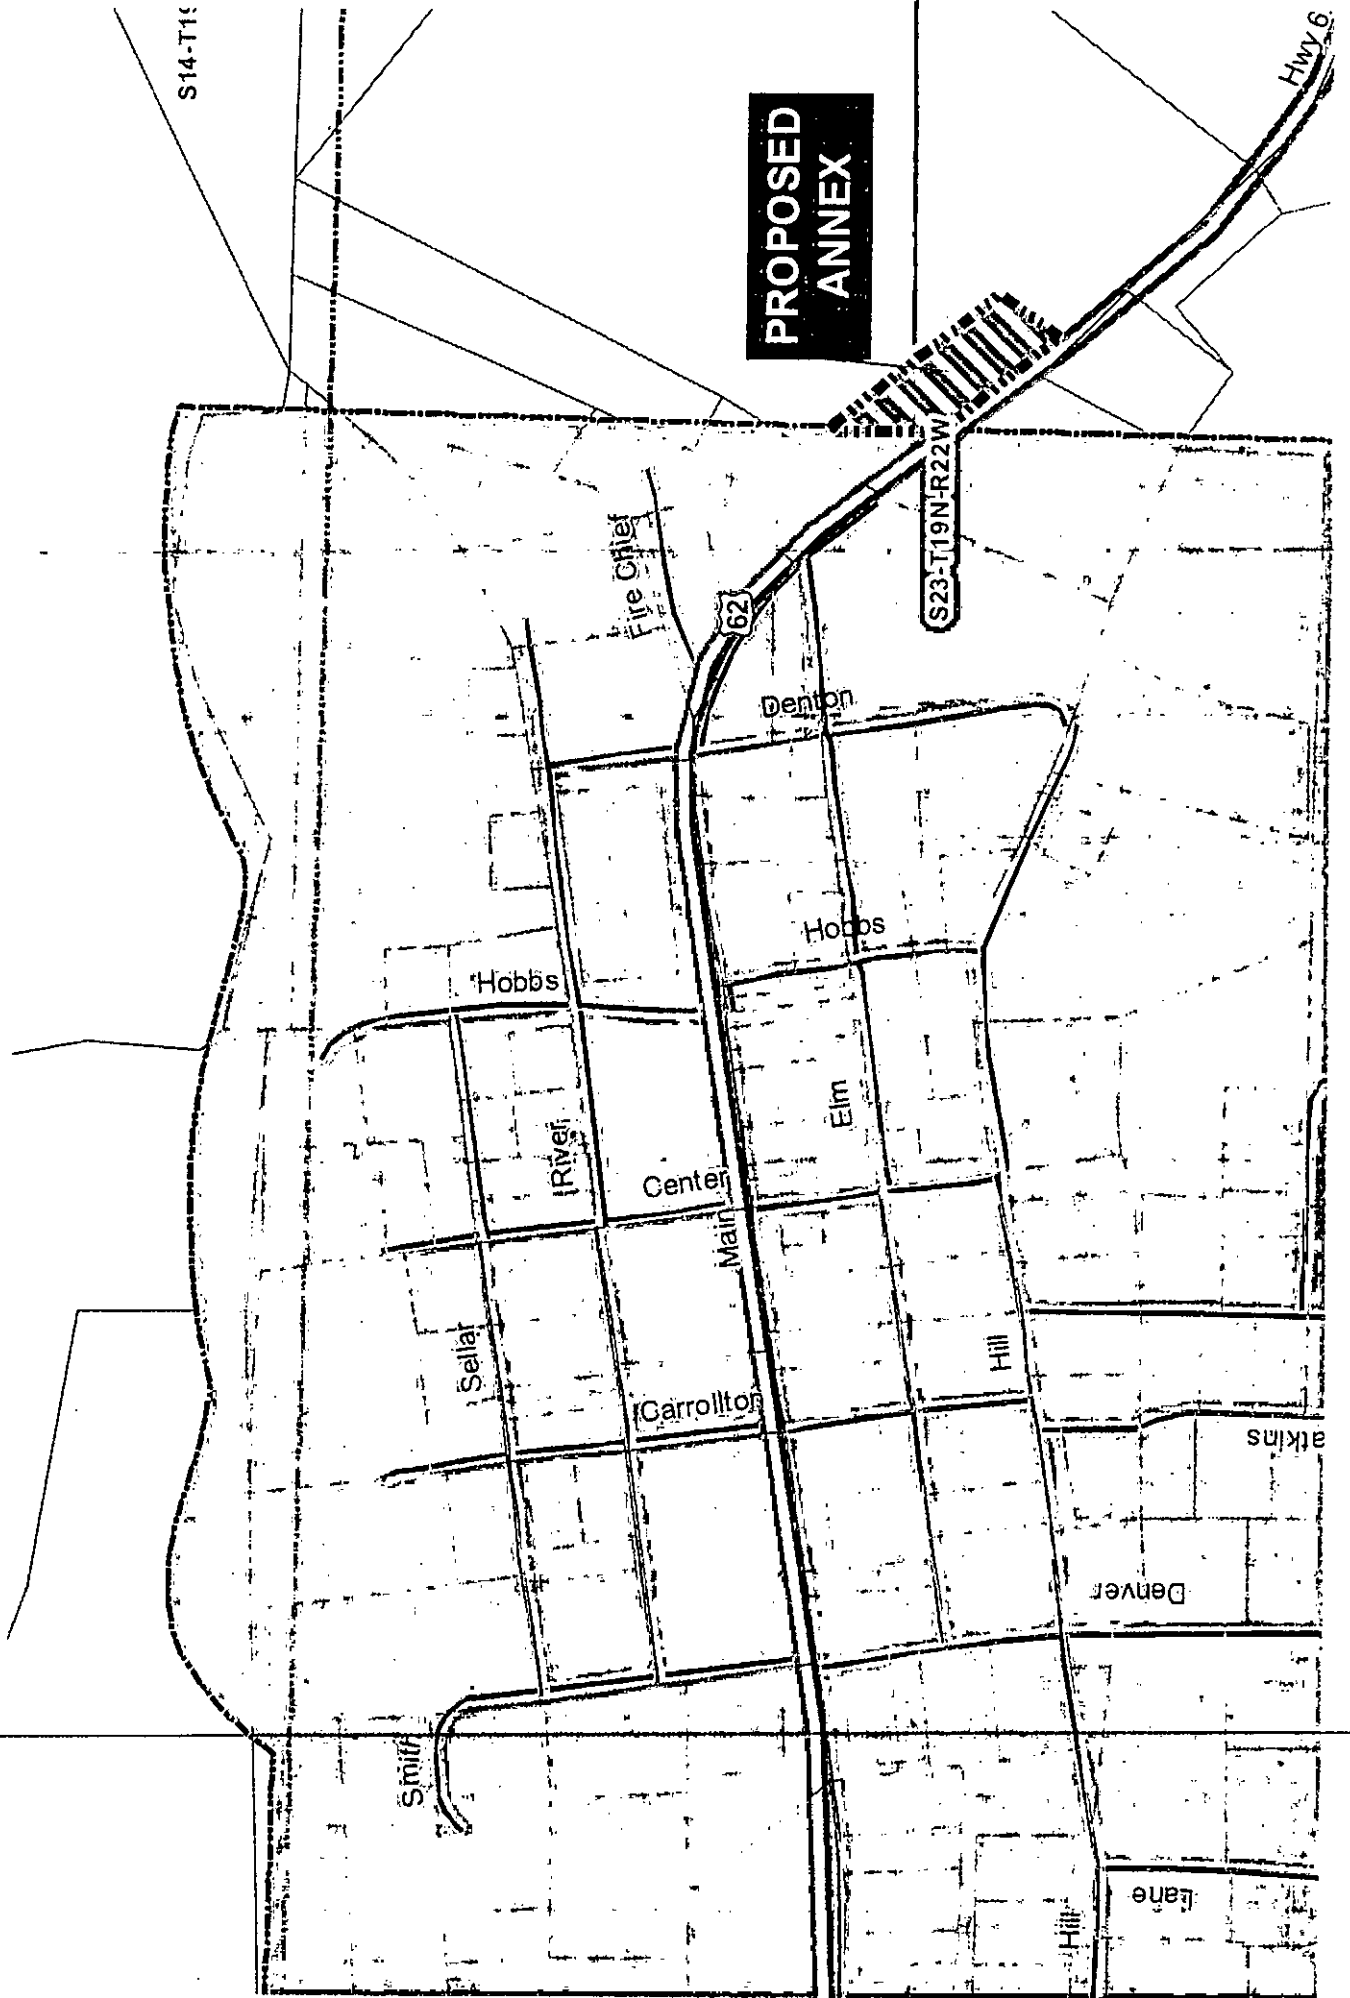 S14-T19
Hwy 6
PROPOSED
ANNEX
S23-T19N-R22W
Fire Chief
62
Denton
Hobbs
Hobbs
Elm
River
Center
Main
Sellar
Hill
Carrollton
atkins
Denver
Smith
Lane
Hill